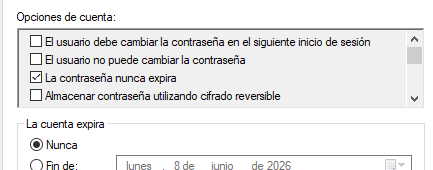 Opciones de cuenta:
El usuario debe cambiar la contraseña en el siguiente inicio de sesión
El usuario no puede cambiar la contraseña
La contraseña nunca expira
Almacenar contraseña utilizando cifrado reversible
La cuenta expira
Nunca
Fin de: lunes , 8 de junio de 2026